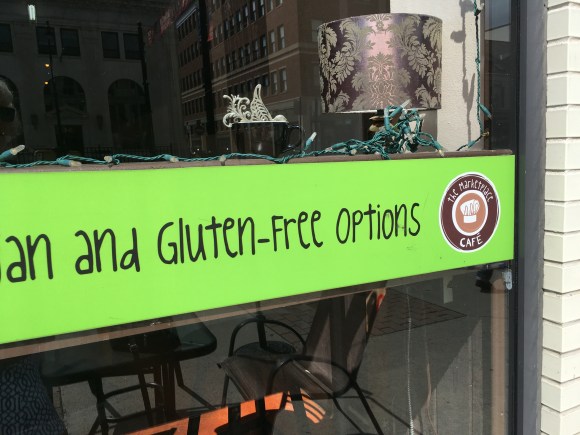 an and Gluten-Free Options
The Marketplace
CAFÉ